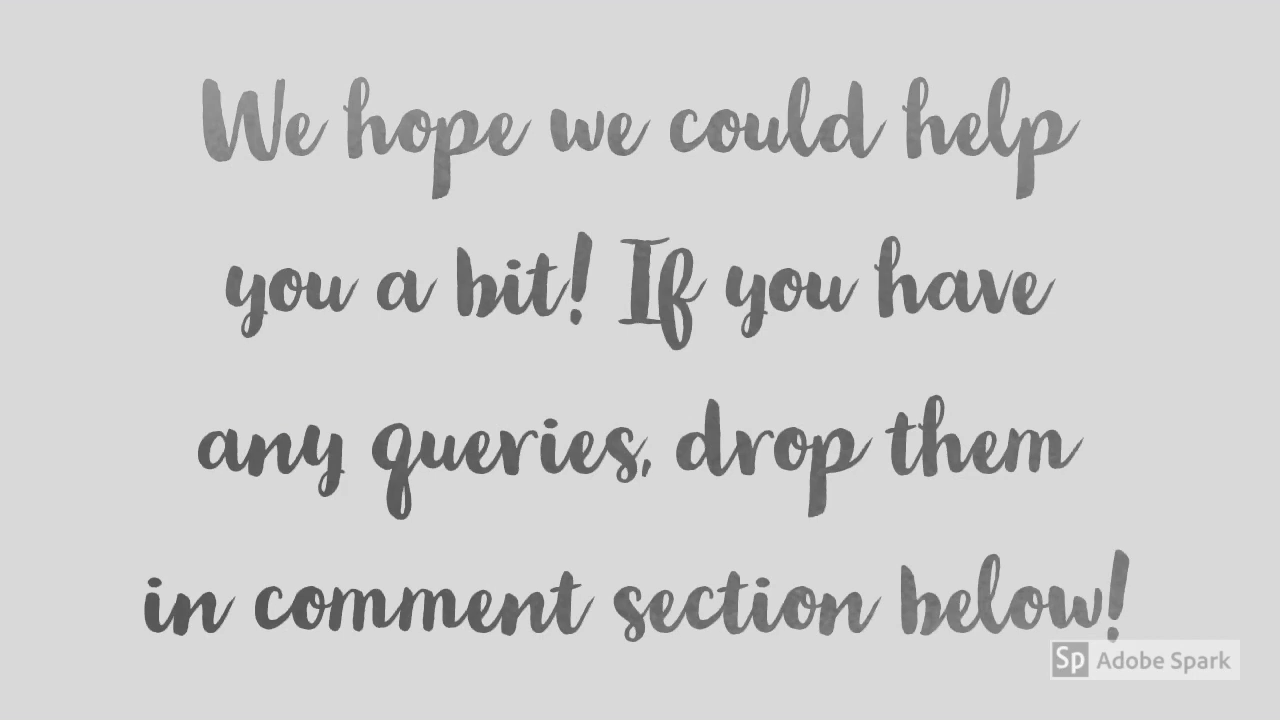 We hope we could help
you a bit! If you have
any queries, drop them
in comment section below!
Sp Adobe Spark